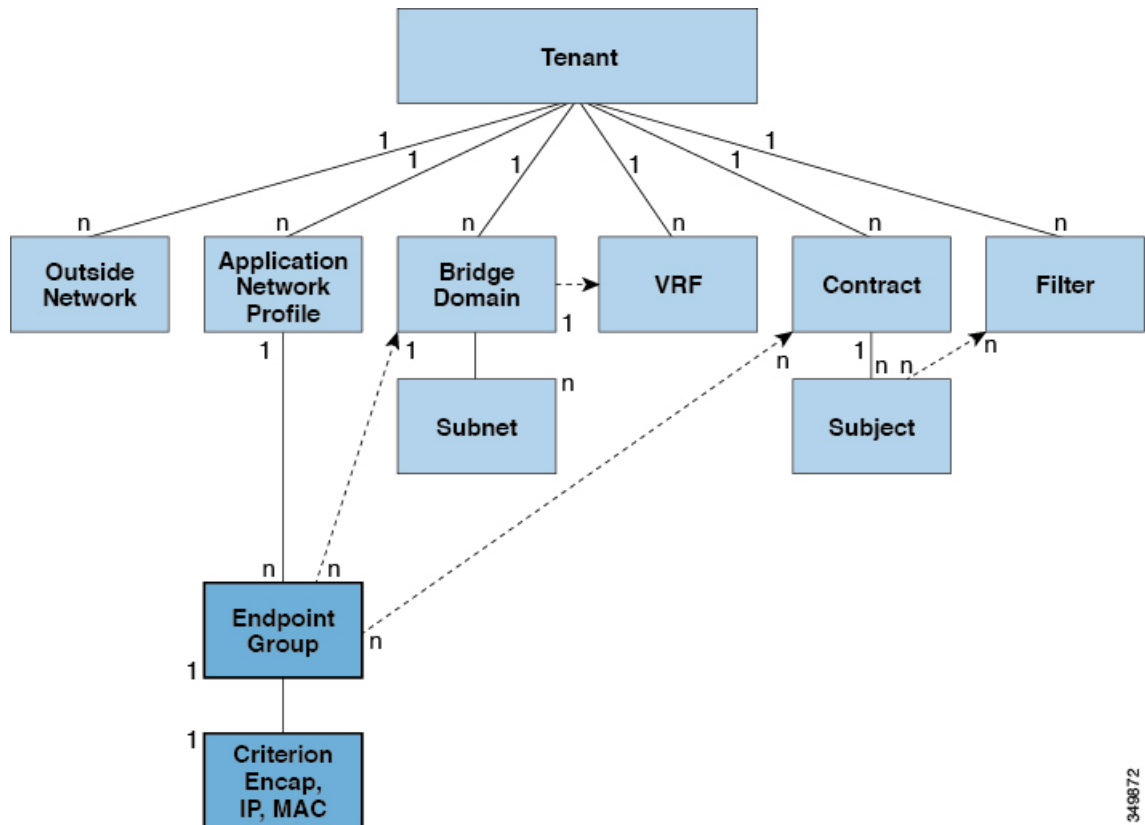 Tenant
1
1
1
1
1
1
n
n
n
n
n
n
Outside
Network
Application
Network
Profile
Bridge
Domain
VRF
Contract
Filter
1
1
1
n
1
n
n
n
n
Subnet
Subject
n
n
Endpoint
Group
n
1
1
Criterion
Encap,
IP, MAC
349872